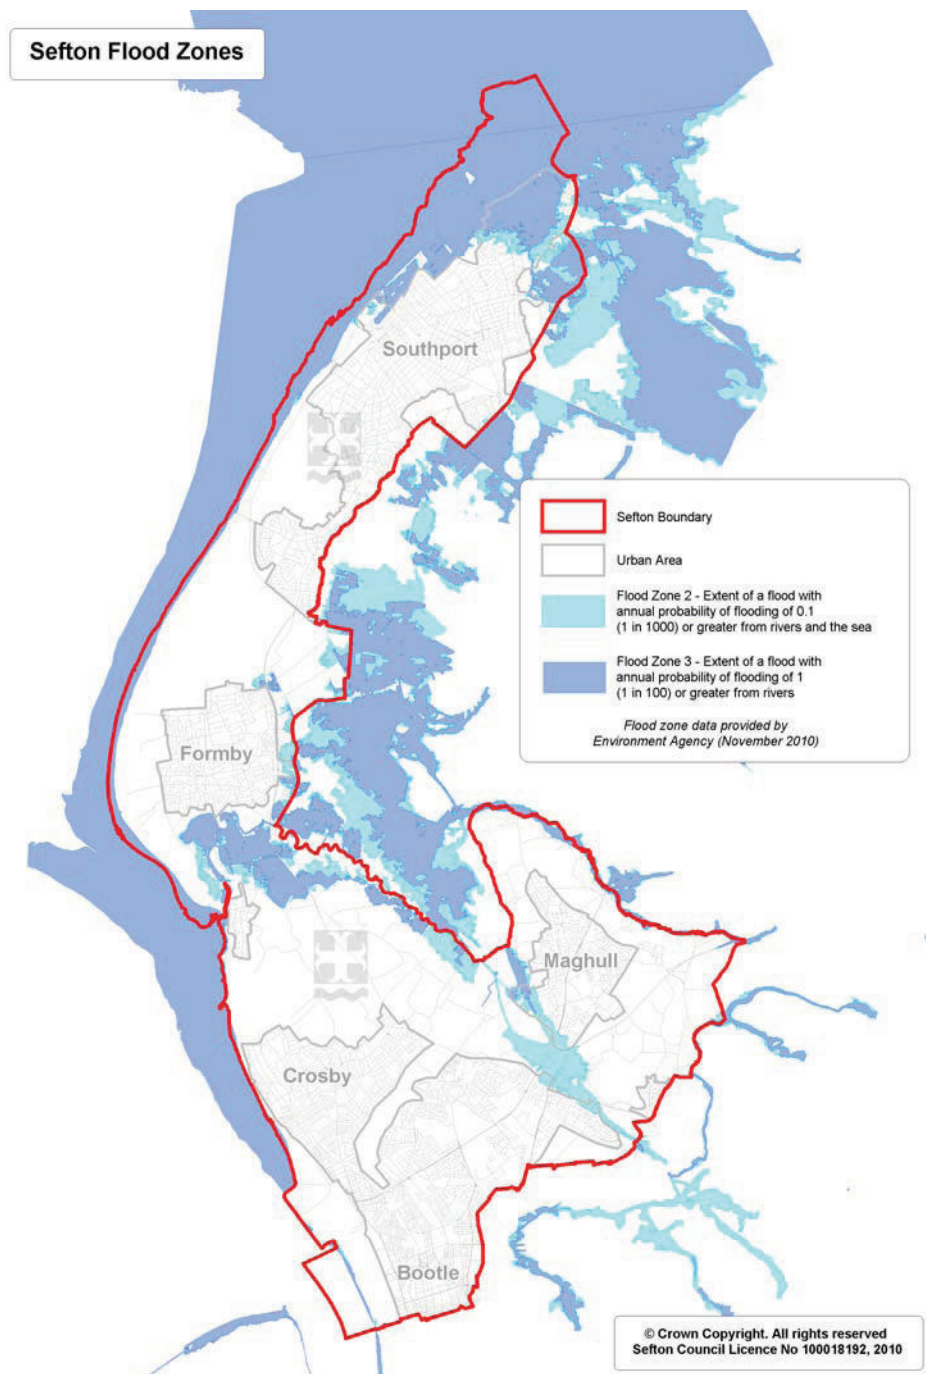 Sefton Flood Zones
Southport
Sefton Boundary
Urban Area
Flood Zone 2 - Extent of a flood with
annual probability of flooding of 0.1
(1 in 1000) or greater from rivers and the sea
Flood Zone 3 - Extent of a flood with
annual probability of flooding of 1
(1 in 100) or greater from rivers
Flood zone data provided by
Environment Agency (November 2010)
Formby
Maghull
Crosby
Bootle
© Crown Copyright. All rights reserved
Sefton Council Licence No 100018192, 2010